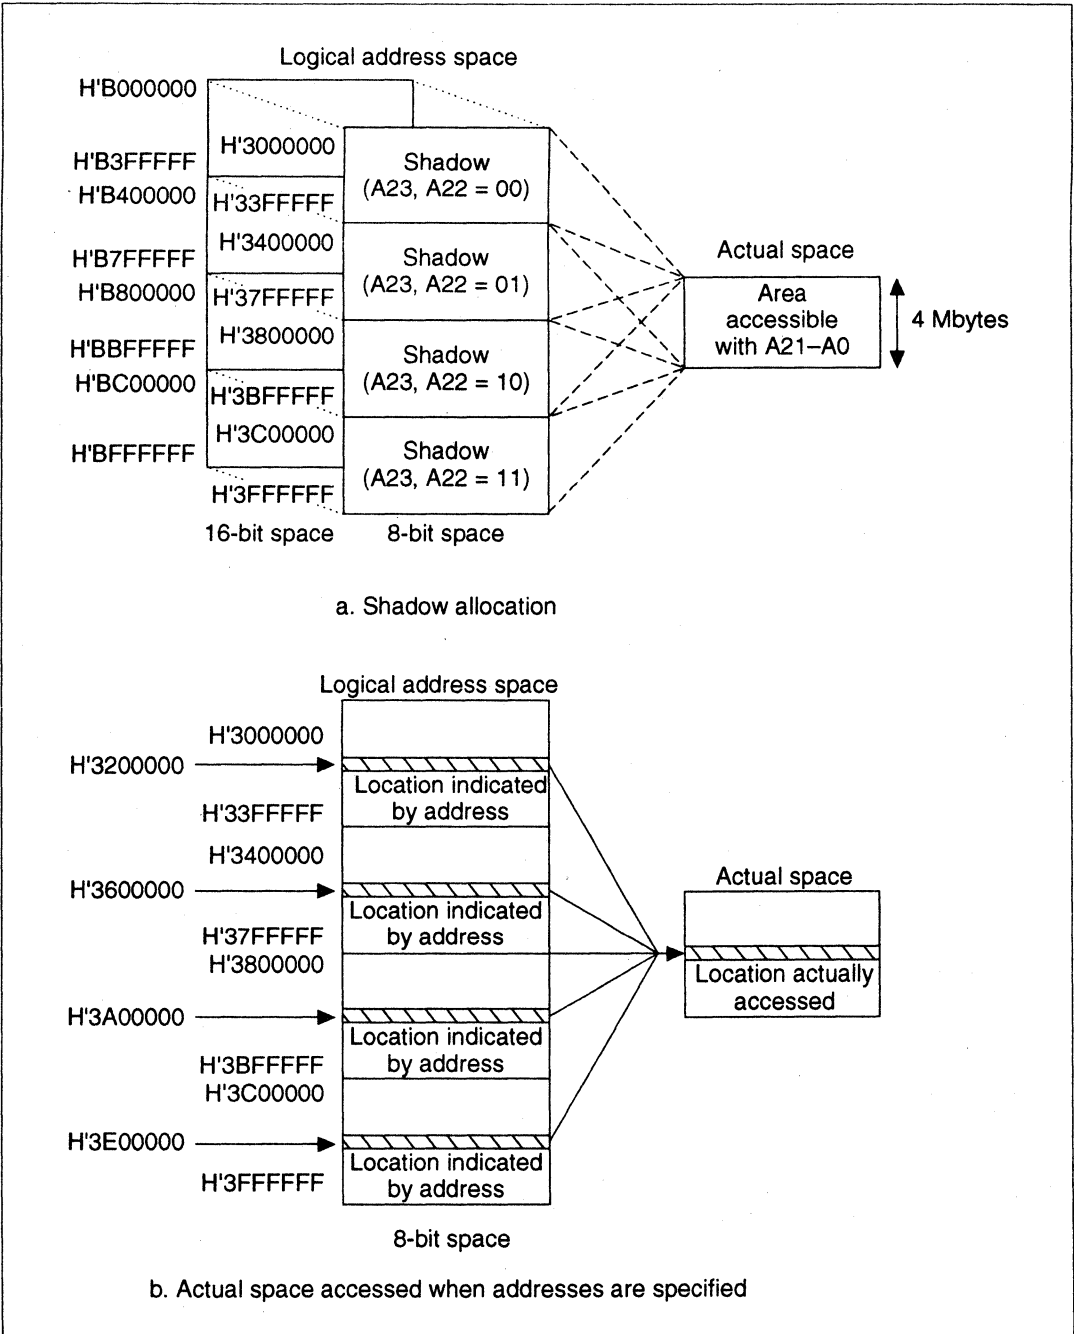 Logical address space
H'B000000
H'3000000
H'B3FFFFF
H'B400000
H'33FFFFF
H'3400000
H'B7FFFFF
H'B800000
H'37FFFFF
H'3800000
H'BBFFFFF
H'BC00000
H'3BFFFFF
H'3C00000
H'BFFFFFF
H'3FFFFFF
Shadow
(A23, A22 = 00)
Shadow
(A23, A22 = 01)
Shadow
(A23, A22 = 10)
Shadow
(A23, A22 = 11)
Actual space
Area
accessible
with A21–A0
4 Mbytes
16-bit space
8-bit space
a. Shadow allocation
Logical address space
H'3000000
H'3200000
Location indicated
by address
H'33FFFFF
H'3400000
H'3600000
Location indicated
by address
H'37FFFFF
H'3800000
H'3A00000
Location indicated
by address
H'3BFFFFF
H'3C00000
H'3E00000
Location indicated
by address
H'3FFFFFF
Actual space
Location actually
accessed
8-bit space
b. Actual space accessed when addresses are specified